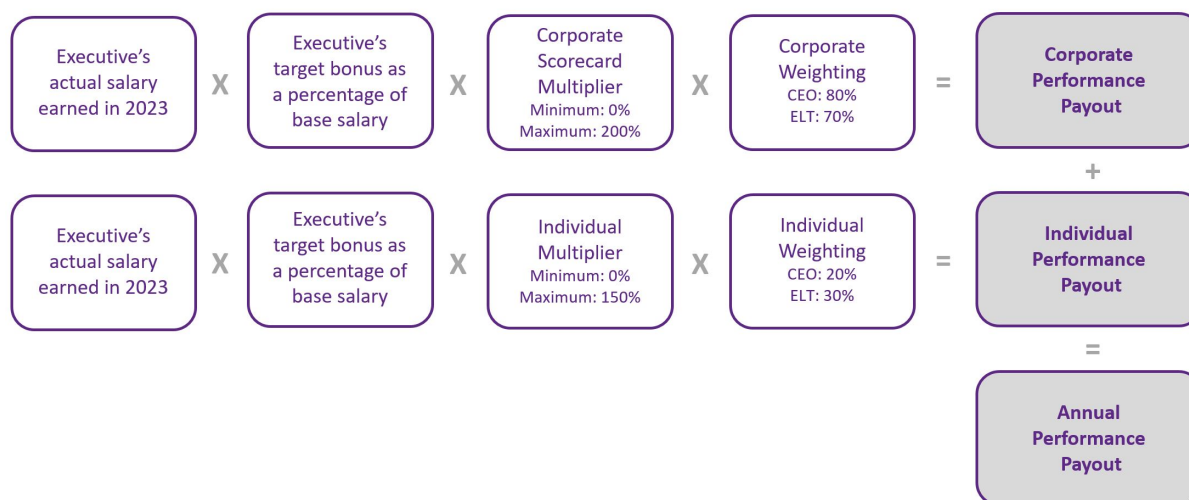 Executive's
actual salary
earned in 2023
X
Executive's
target bonus as
a percentage of
base salary
X
Corporate
Scorecard
Multiplier
Minimum: 0%
Maximum: 200%
X
Corporate
Weighting
CEO: 80%
ELT: 70%
=
Corporate
Performance
Payout
+
Executive's
actual salary
earned in 2023
X
Executive's
target bonus as
a percentage of
base salary
X
Individual
Multiplier
Minimum: 0%
Maximum: 150%
X
Individual
Weighting
CEO: 20%
ELT: 30%
=
Individual
Performance
Payout
=
Annual
Performance
Payout